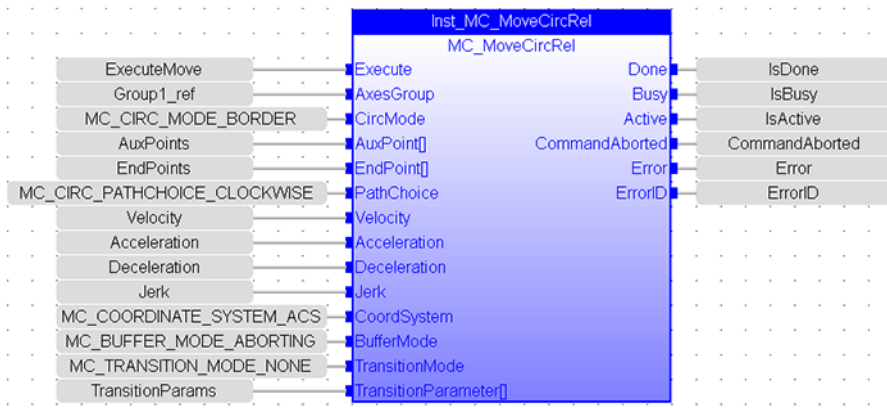 Inst_MC_MoveCircRel
MC_MoveCircRel
ExecuteMove Execute Done IsDone
Group1_ref AxesGroup Busy IsBusy
MC_CIRC_MODE_BORDER CircMode Active IsActive
AuxPoints AuxPoint[] CommandAborted CommandAborted
EndPoints EndPoint[] Error Error
MC_CIRC_PATHCHOICE_CLOCKWISE PathChoice ErrorID ErrorID
Velocity Velocity
Acceleration Acceleration
Deceleration Deceleration
Jerk Jerk
MC_COORDINATE_SYSTEM_ACS CoordSystem
MC_BUFFER_MODE_ABORTING BufferMode
MC_TRANSITION_MODE_NONE TransitionMode
TransitionParams TransitionParameter[]